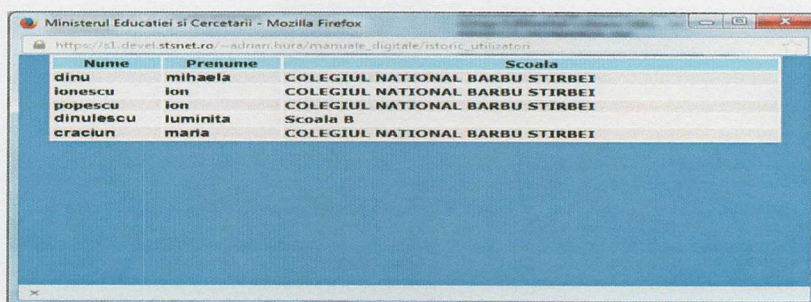 Ministerul Educatiei si Cercetarii - Mozilla Firefox
https://s1.devel.stsnet.ro/~adrian.hura/manuale_digitale/istoric_utilizatori
Nume Prenume Scoala
dinu mihaela COLEGIUL NATIONAL BARBU STIRBEI
ionescu ion COLEGIUL NATIONAL BARBU STIRBEI
popescu ion COLEGIUL NATIONAL BARBU STIRBEI
dinulescu luminita Scoala B
craciun maria COLEGIUL NATIONAL BARBU STIRBEI